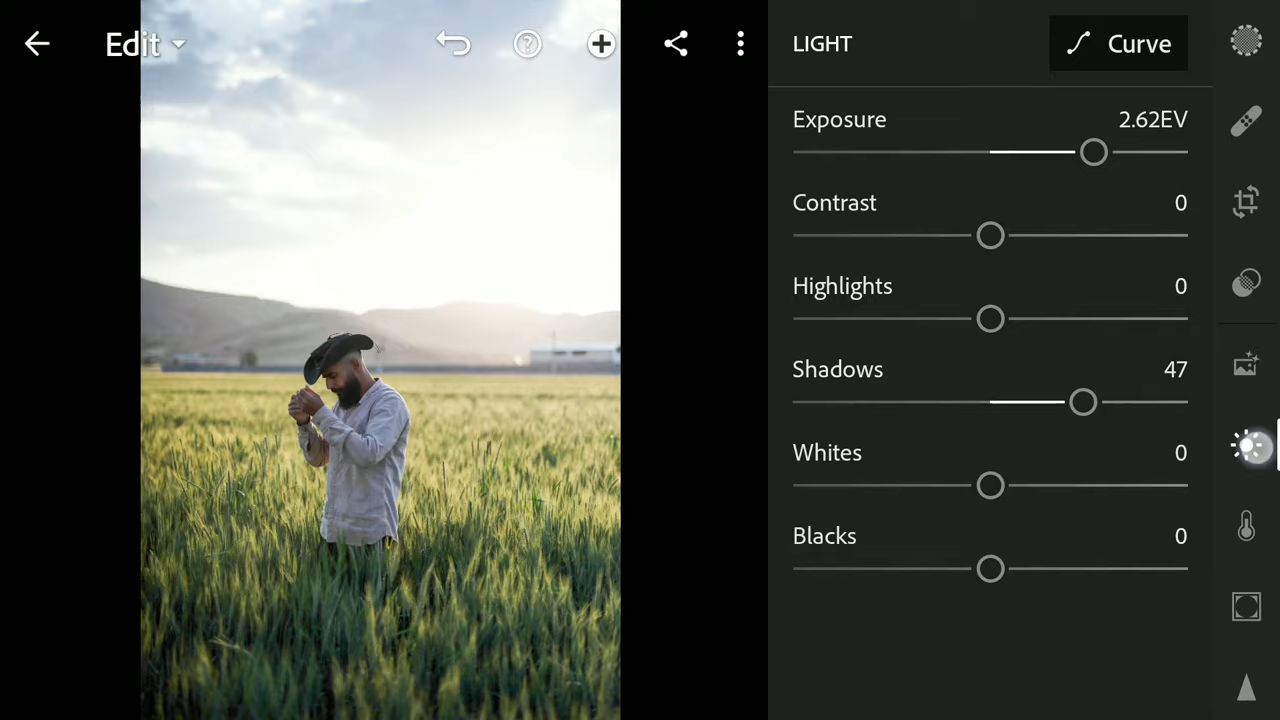 Edit
LIGHT
Curve
Exposure 2.62EV
Contrast 0
Highlights 0
Shadows 47
Whites 0
Blacks 0